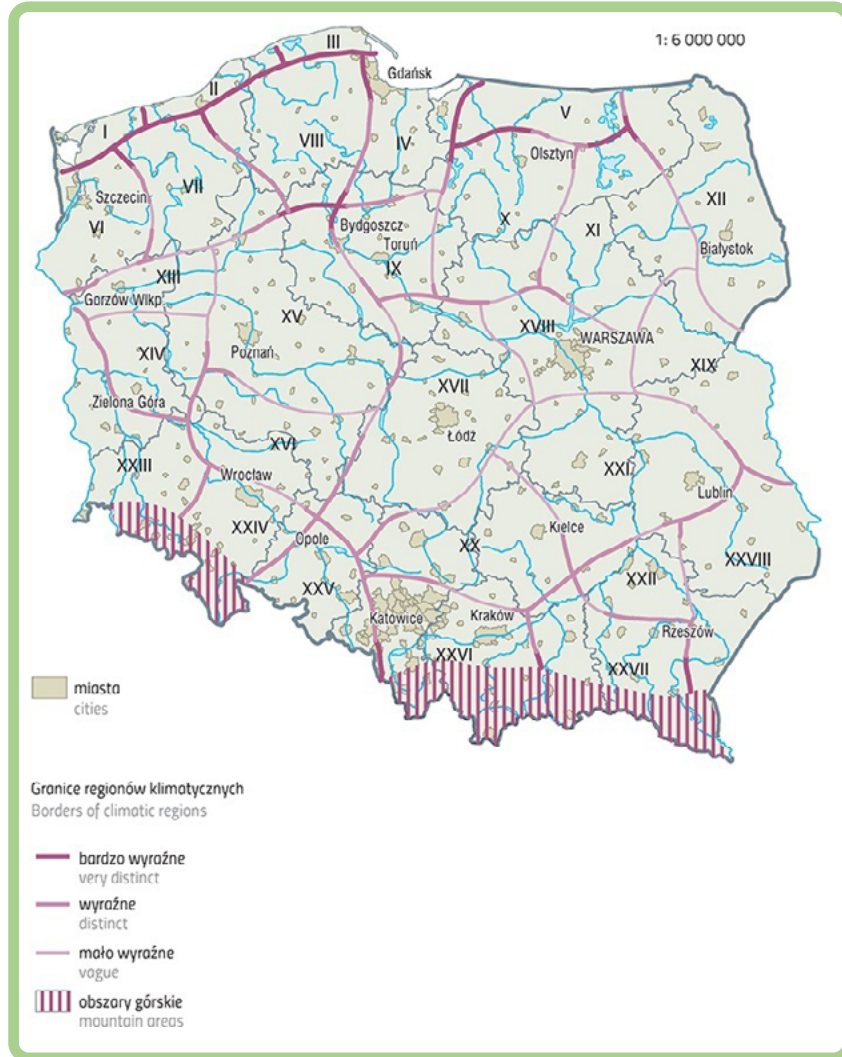 1: 6 000 000
III
Gdańsk
II
V
I
VIII
IV
Olsztyn
VII
Szczecin
XII
VI
X
XI
Bydgoszcz
Toruń
Białystok
IX
XIII
Gorzów Wlkp.
XV
XVIII
WARSZAWA
XIV
Poznań
XIX
XVII
Zielona Góra
Łódź
XVI
XXIII
XXI
Wrocław
Lublin
XXIV
Kielce
Opole
XX
XXVIII
XXII
XXV
Katowice
Kraków
Rzeszów
XXVI
XXVII
miasta
cities
Granice regionów klimatycznych
Borders of climatic regions
bardzo wyraźne
very distinct
wyraźne
distinct
mało wyraźne
vague
obszary górskie
mountain areas